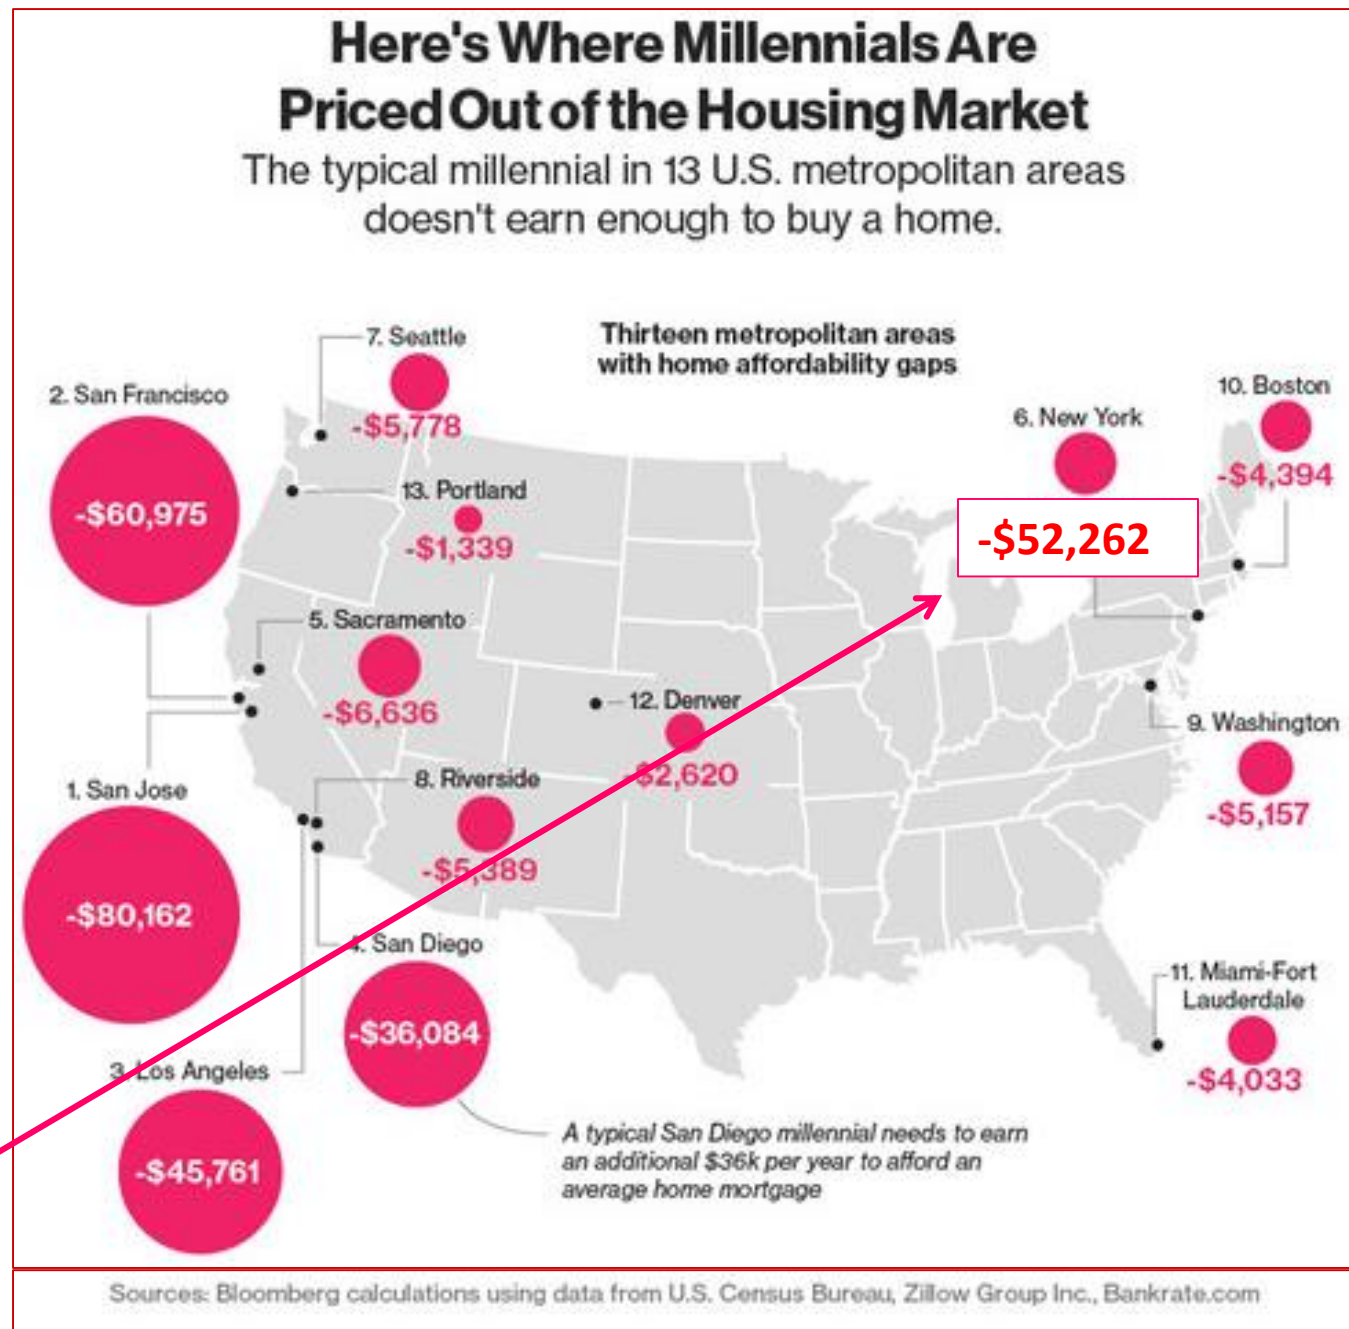 Here's Where Millennials Are
Priced Out of the Housing Market
The typical millennial in 13 U.S. metropolitan areas
doesn't earn enough to buy a home.
Thirteen metropolitan areas
with home affordability gaps
7. Seattle
-$5,778
2. San Francisco
-$60,975
13. Portland
-$1,339
6. New York
-$52,262
10. Boston
-$4,394
5. Sacramento
-$6,636
12. Denver
-$2,620
9. Washington
-$5,157
1. San Jose
-$80,162
8. Riverside
-$5,389
4. San Diego
-$36,084
11. Miami-Fort
Lauderdale
-$4,033
3. Los Angeles
-$45,761
A typical San Diego millennial needs to earn
an additional $36k per year to afford an
average home mortgage
Sources: Bloomberg calculations using data from U.S. Census Bureau, Zillow Group Inc., Bankrate.com